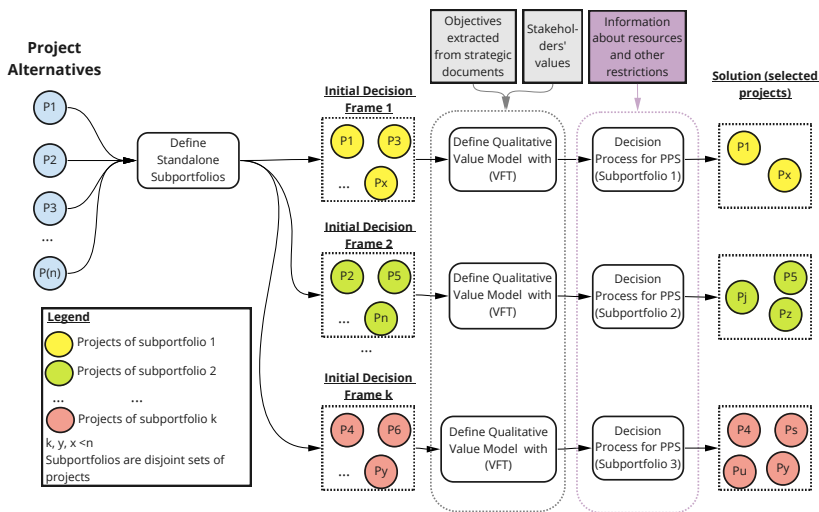 Project
Alternatives
P1
P2
P3
...
P(n)
Define
Standalone
Subportfolios
Objectives
extracted
from strategic
documents
Stakehol-
ders'
values
Information
about resources
and other
restrictions
Initial Decision
Frame 1
P1
P3
...
Px
Define Qualitative
Value Model with
(VFT)
Decision
Process for PPS
(Subportfolio 1)
Solution (selected
projects)
P1
Px
Initial Decision
Frame 2
P2
P5
...
Pn
...
Define Qualitative
Value Model with
(VFT)
Decision
Process for PPS
(Subportfolio 2)
Pj
P5
Pz
Initial Decision
Frame k
P4
P6
...
Py
Define Qualitative
Value Model with
(VFT)
Decision
Process for PPS
(Subportfolio 3)
P4
Ps
Pu
Py
Legend
Projects of subportfolio 1
Projects of subportfolio 2
... ...
Projects of subportfolio k
k, y, x <n
Subportfolios are disjoint sets of
projects